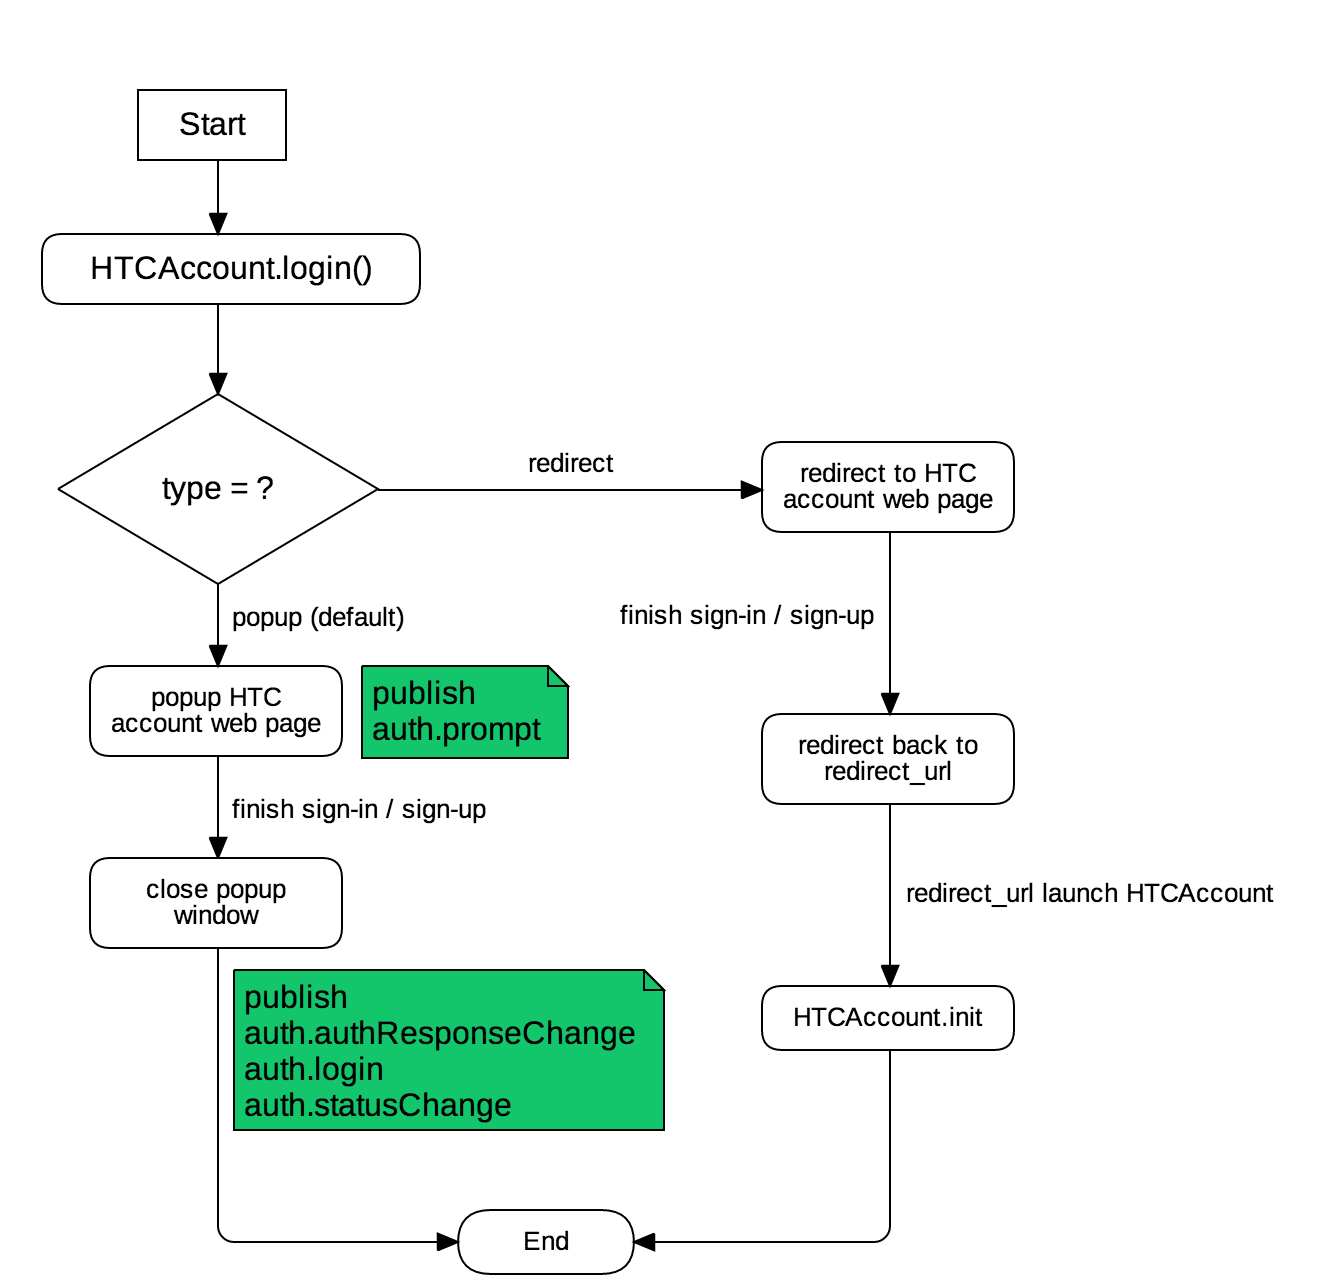 Start
HTCAccount.login()
type = ?
redirect
redirect to HTC
account web page
popup (default)
finish sign-in / sign-up
popup HTC
account web page
publish
auth.prompt
redirect back to
redirect_url
finish sign-in / sign-up
close popup
window
redirect_url launch HTCAccount
publish
auth.authResponseChange
auth.login
auth.statusChange
HTCAccount.init
End